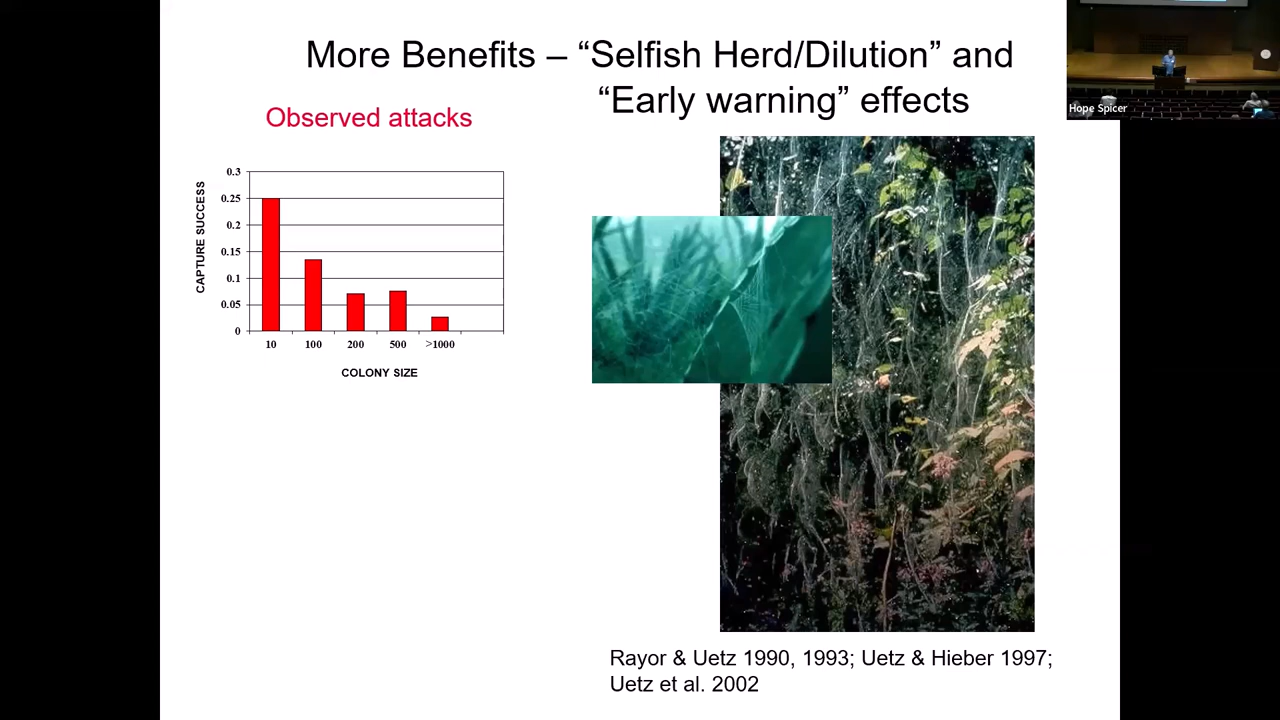 More Benefits – “Selfish Herd/Dilution” and
“Early warning” effects
Hope Spicer
Observed attacks
CAPTURE SUCCESS
0.3
0.25
0.2
0.15
0.1
0.05
0
10 100 200 500 >1000
COLONY SIZE
Rayor & Uetz 1990, 1993; Uetz & Hieber 1997;
Uetz et al. 2002